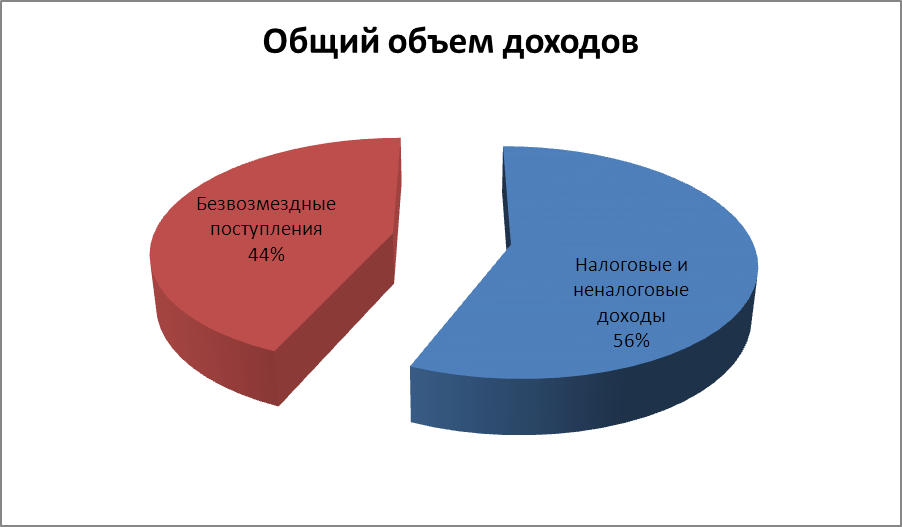 Общий объем доходов
Безвозмездные
поступления
44%
Налоговые и
неналоговые
доходы
56%